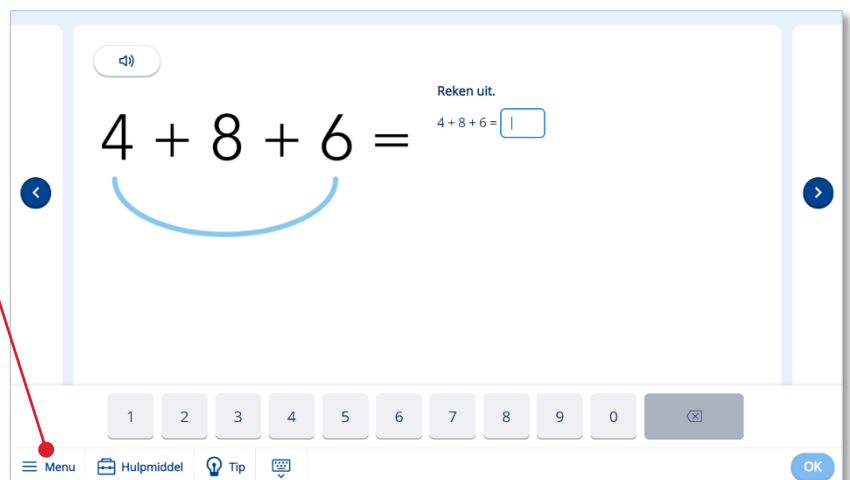 4 + 8 + 6 =
Reken uit.
4 + 8 + 6 =
1 2 3 4 5 6 7 8 9 0
Menu Hulpmiddel Tip
OK